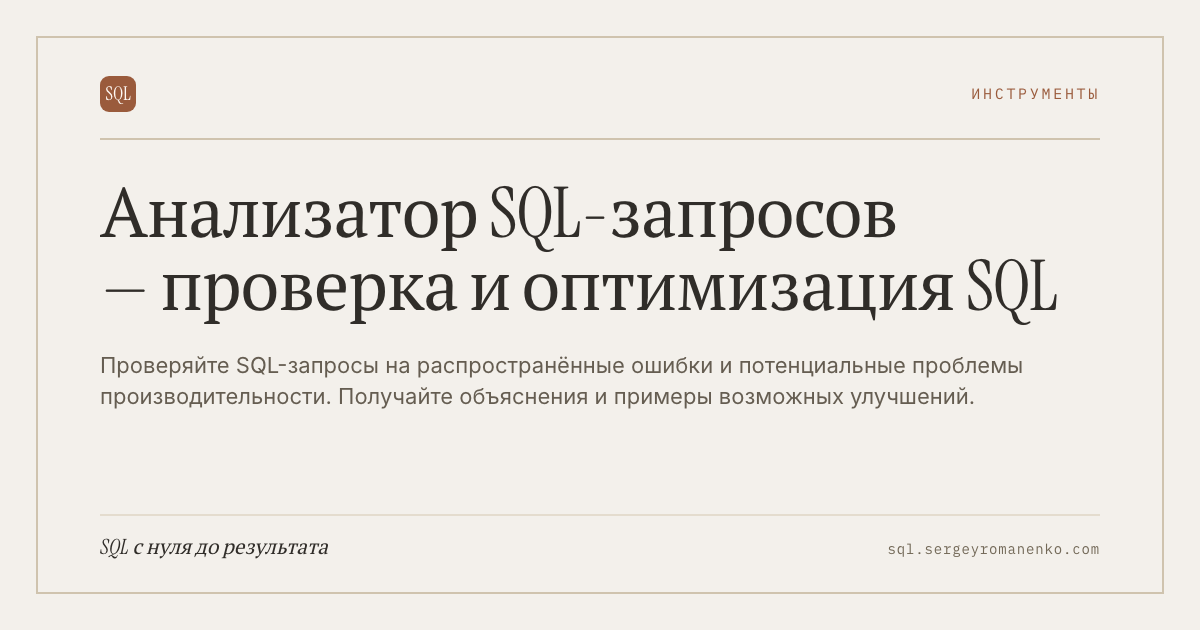 SQL
ИНСТРУМЕНТЫ
Анализатор SQL-запросов
— проверка и оптимизация SQL
Проверяйте SQL-запросы на распространённые ошибки и потенциальные проблемы
производительности. Получайте объяснения и примеры возможных улучшений.
SQL с нуля до результата
sql.sergeyromanenko.com